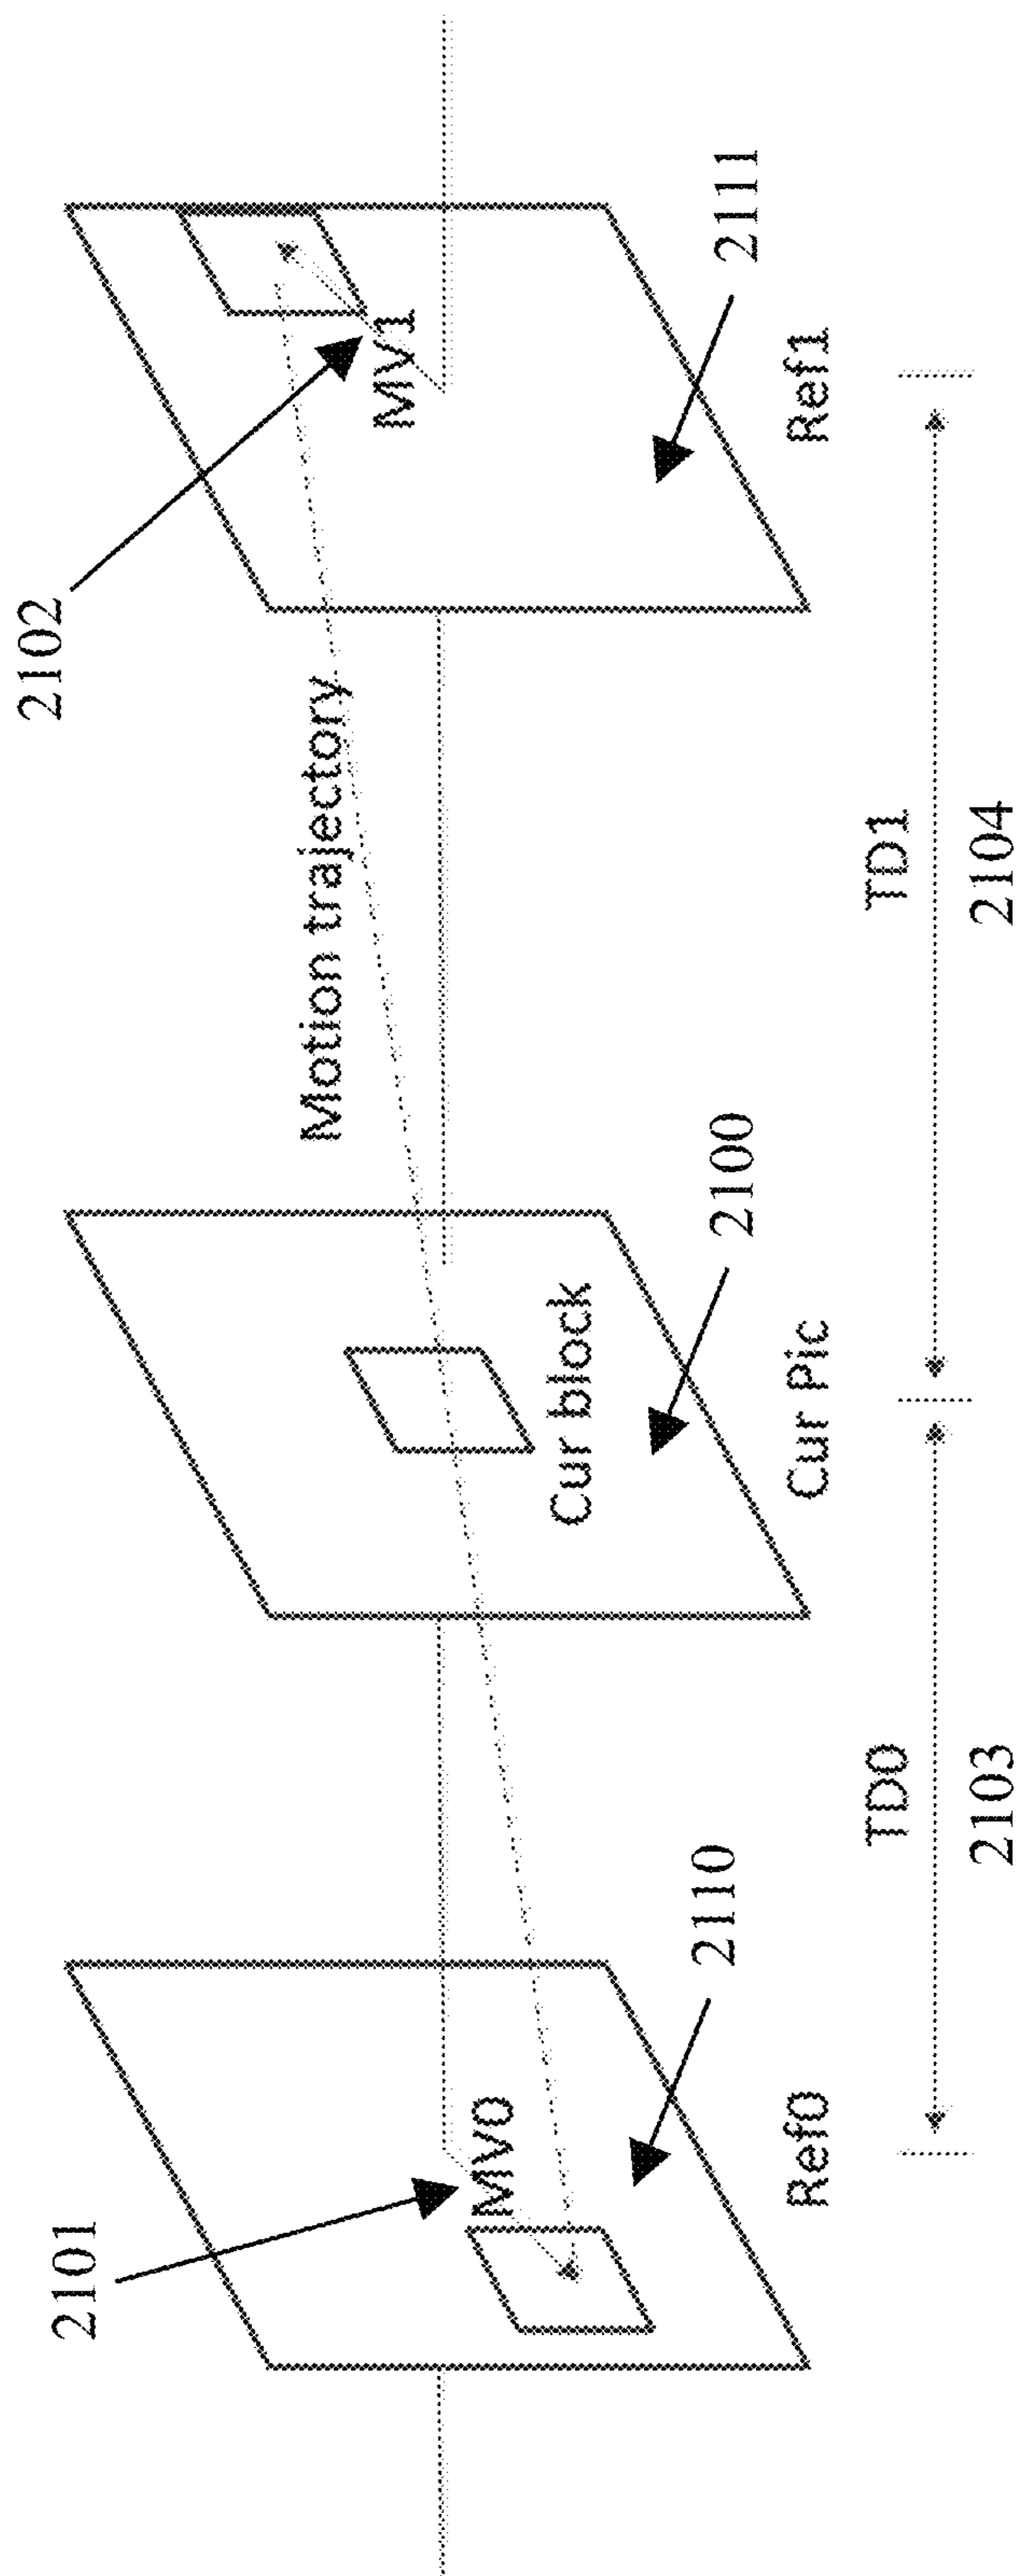 2101
2102
Motion trajectory
MV0
MV1
Cur block
2110
2100
2111
Ref0
Cur Pic
Ref1
TD0
TD1
2103
2104